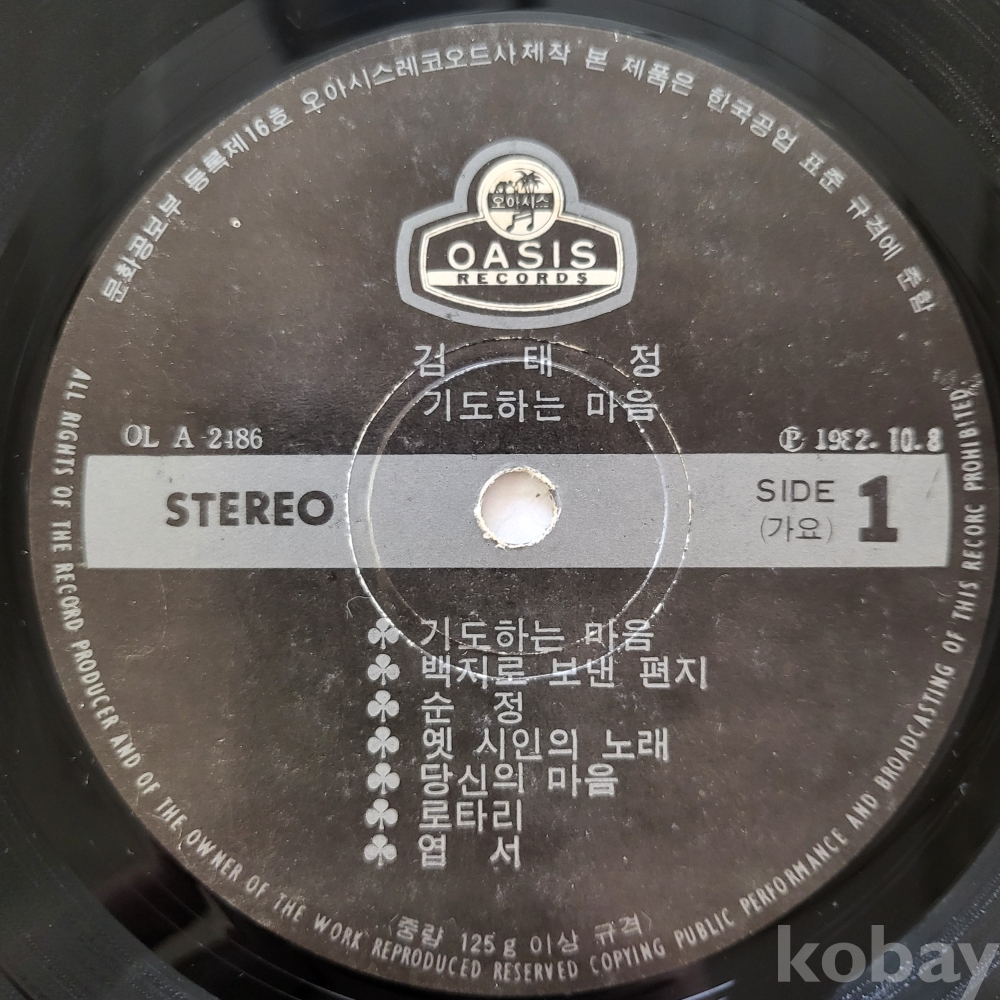 문화공보부 등록제16호 오아시스레코오드사제작 본 제품은 한국공업 표준 규격에 준함
오아시스
OASIS
RECORDS
김 태 정
기도하는 마음
OL A 2486
Ⓟ 1982. 10. 8
STEREO
SIDE 1
(가요)
♣ 기도하는 마음
♣ 백지로 보낸 편지
♣ 순 정
♣ 옛 시인의 노래
♣ 당신의 마음
♣ 로타리
♣ 엽 서
〈중량 125g 이상 규격〉
ALL RIGHTS OF THE RECORD PRODUCER AND OF THE OWNER OF THE WORK REPRODUCED RESERVED COPYING PUBLIC PERFORMANCE AND BROADCASTING OF THIS RECORC PROHIBITED
kobay